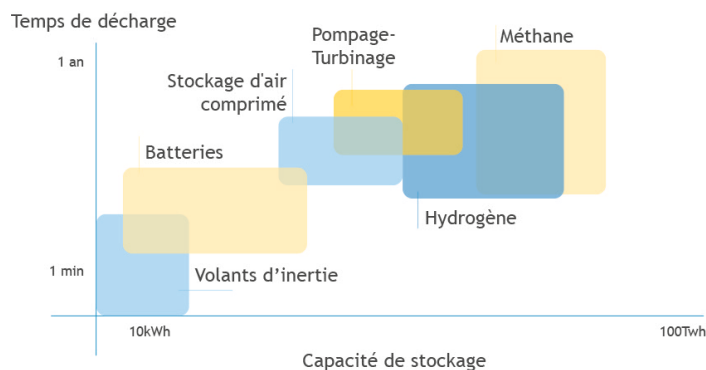 Temps de décharge
1 an
Pompage-
Turbinage
Méthane
Stockage d'air
comprimé
Batteries
Hydrogène
1 min
Volants d’inertie
10kWh
100Twh
Capacité de stockage